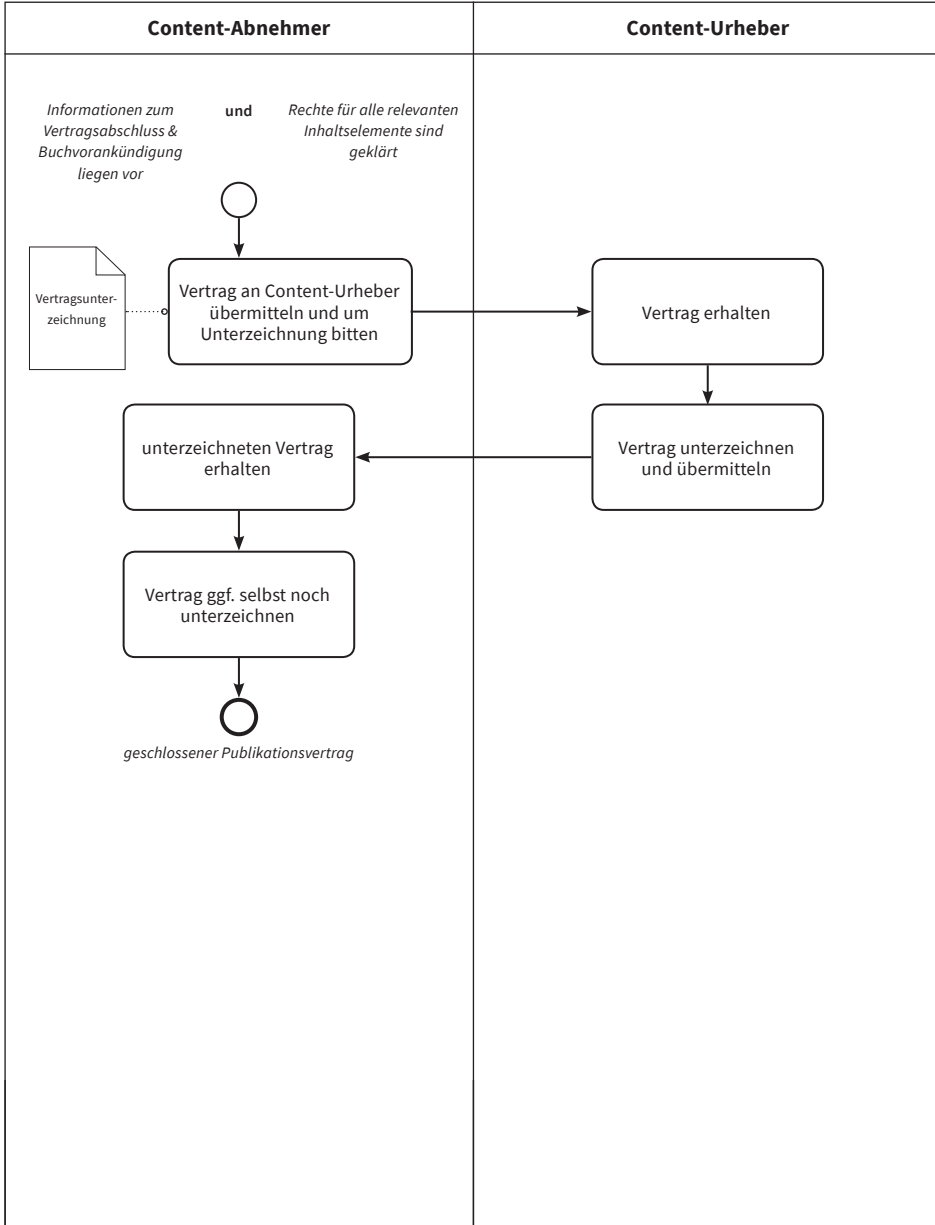 Content-Abnehmer
Content-Urheber
Informationen zum
Vertragsabschluss &
Buchvorankündigung
liegen vor
und
Rechte für alle relevanten
Inhaltselemente sind
geklärt
Vertragsunter-
zeichnung
Vertrag an Content-Urheber
übermitteln und um
Unterzeichnung bitten
Vertrag erhalten
Vertrag unterzeichnen
und übermitteln
unterzeichneten Vertrag
erhalten
Vertrag ggf. selbst noch
unterzeichnen
geschlossener Publikationsvertrag